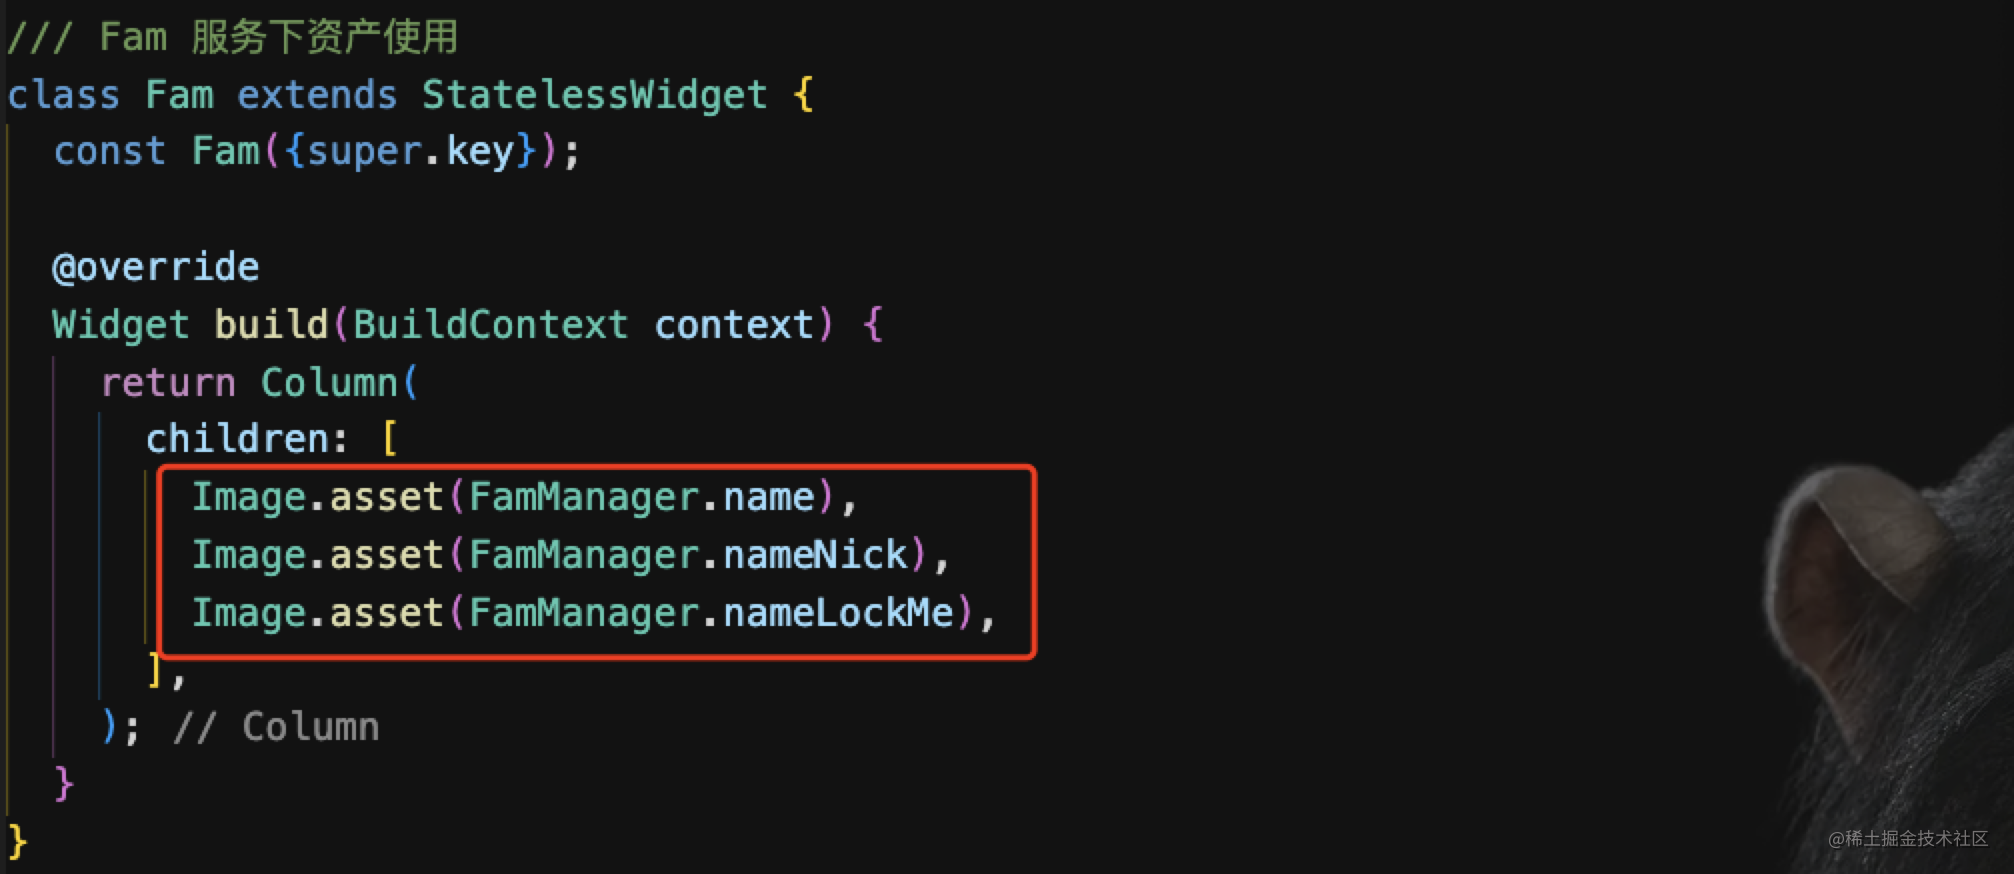 /// Fam 服务下资产使用
class Fam extends StatelessWidget {
  const Fam({super.key});

  @override
  Widget build(BuildContext context) {
    return Column(
      children: [
        Image.asset(FamManager.name),
        Image.asset(FamManager.nameNick),
        Image.asset(FamManager.nameLockMe),
      ],
    ); // Column
  }
}
@稀土掘金技术社区